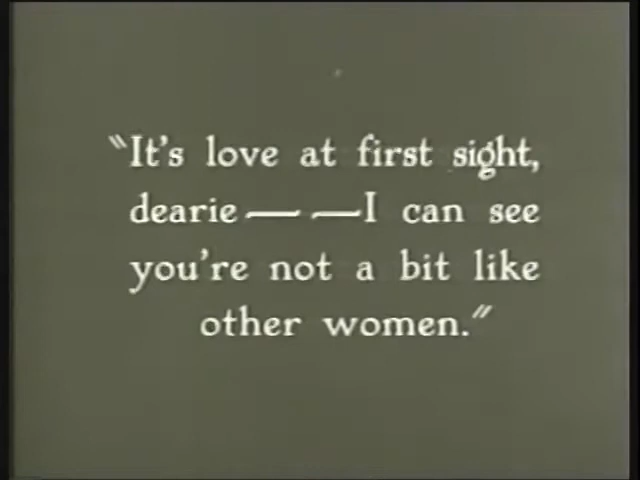 "It's love at first sight,
dearie — —I can see
you're not a bit like
other women."